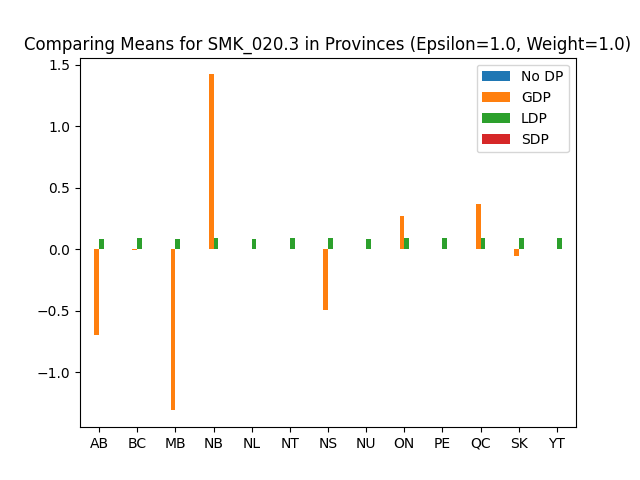 Comparing Means for SMK_020.3 in Provinces (Epsilon=1.0, Weight=1.0)
1.5
1.0
0.5
0.0
−0.5
−1.0
No DP
GDP
LDP
SDP
AB BC MB NB NL NT NS NU ON PE QC SK YT